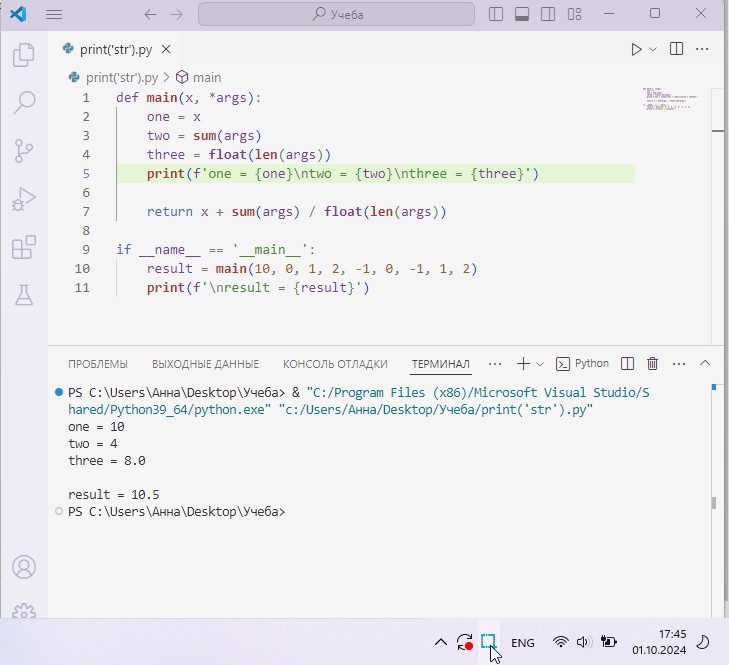 Учеба
print('str').py
print('str').py > main
1 def main(x, *args):
2     one = x
3     two = sum(args)
4     three = float(len(args))
5     print(f'one = {one}\ntwo = {two}\nthree = {three}')
6
7     return x + sum(args) / float(len(args))
8
9 if __name__ == '__main__':
10     result = main(10, 0, 1, 2, -1, 0, -1, 1, 2)
11     print(f'\nresult = {result}')
ПРОБЛЕМЫ ВЫХОДНЫЕ ДАННЫЕ КОНСОЛЬ ОТЛАДКИ ТЕРМИНАЛ ... Python ...
PS C:\Users\Анна\Desktop\Учеба> & "C:/Program Files (x86)/Microsoft Visual Studio/S
hared/Python39_64/python.exe" "c:/Users/Анна/Desktop/Учеба/print('str').py"
one = 10
two = 4
three = 8.0
result = 10.5
PS C:\Users\Анна\Desktop\Учеба>
ENG
17:45
01.10.2024